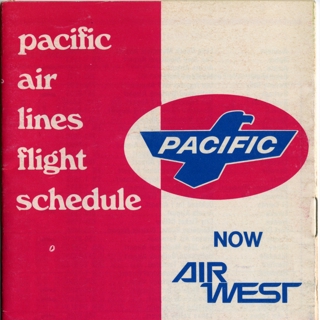 pacific
air
lines
flight
schedule
PACIFIC
NOW
AIR
WEST